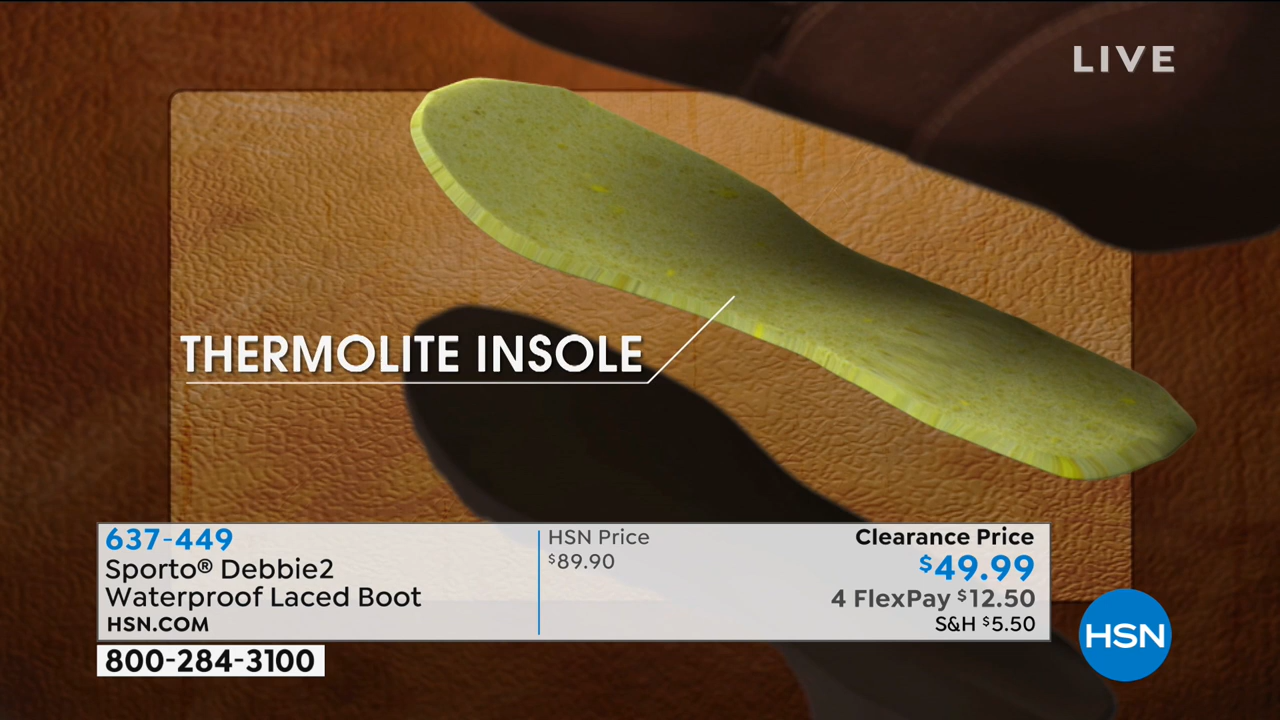 LIVE
THERMOLITE INSOLE
637-449
Sporto® Debbie2
Waterproof Laced Boot
HSN.COM
HSN Price
$89.90
Clearance Price
$49.99
4 FlexPay $12.50
S&H $5.50
HSN
800-284-3100